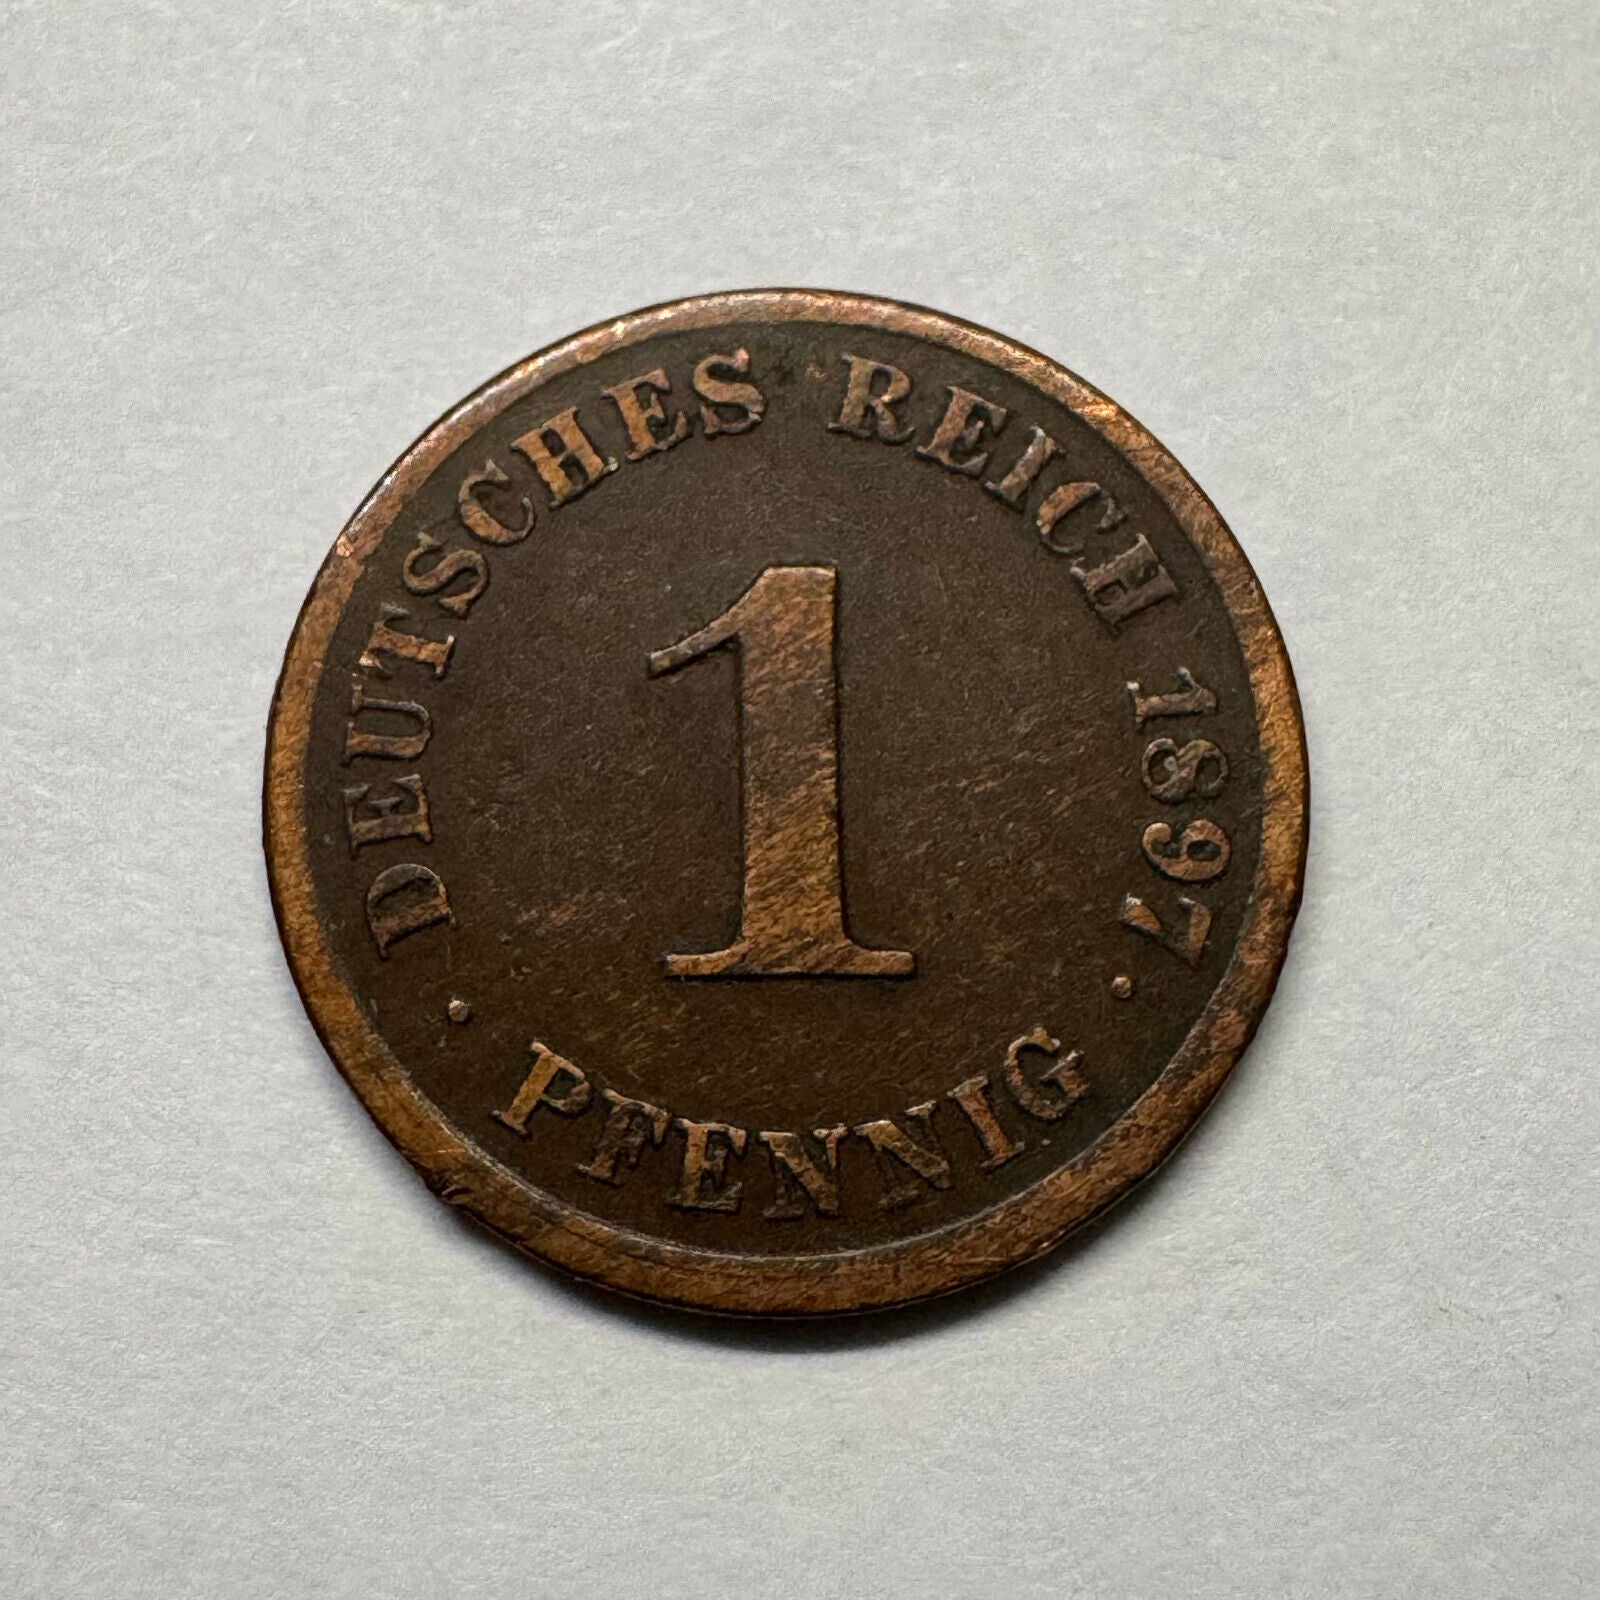 DEUTSCHES REICH 1897
1
· PFENNIG ·